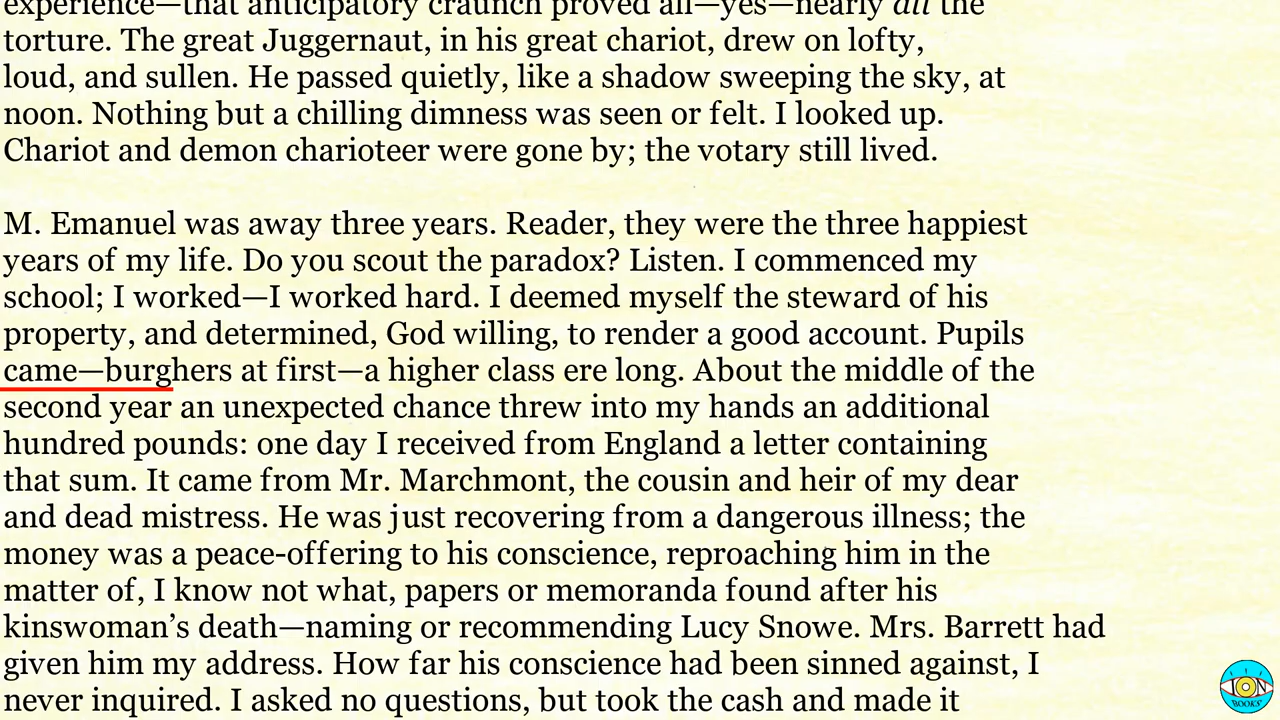 experience—that anticipatory craunch proved all—yes—nearly all the
torture. The great Juggernaut, in his great chariot, drew on lofty,
loud, and sullen. He passed quietly, like a shadow sweeping the sky, at
noon. Nothing but a chilling dimness was seen or felt. I looked up.
Chariot and demon charioteer were gone by; the votary still lived.
M. Emanuel was away three years. Reader, they were the three happiest
years of my life. Do you scout the paradox? Listen. I commenced my
school; I worked—I worked hard. I deemed myself the steward of his
property, and determined, God willing, to render a good account. Pupils
came—burghers at first—a higher class ere long. About the middle of the
second year an unexpected chance threw into my hands an additional
hundred pounds: one day I received from England a letter containing
that sum. It came from Mr. Marchmont, the cousin and heir of my dear
and dead mistress. He was just recovering from a dangerous illness; the
money was a peace-offering to his conscience, reproaching him in the
matter of, I know not what, papers or memoranda found after his
kinswoman’s death—naming or recommending Lucy Snowe. Mrs. Barrett had
given him my address. How far his conscience had been sinned against, I
never inquired. I asked no questions, but took the cash and made it
ION
BOOKS